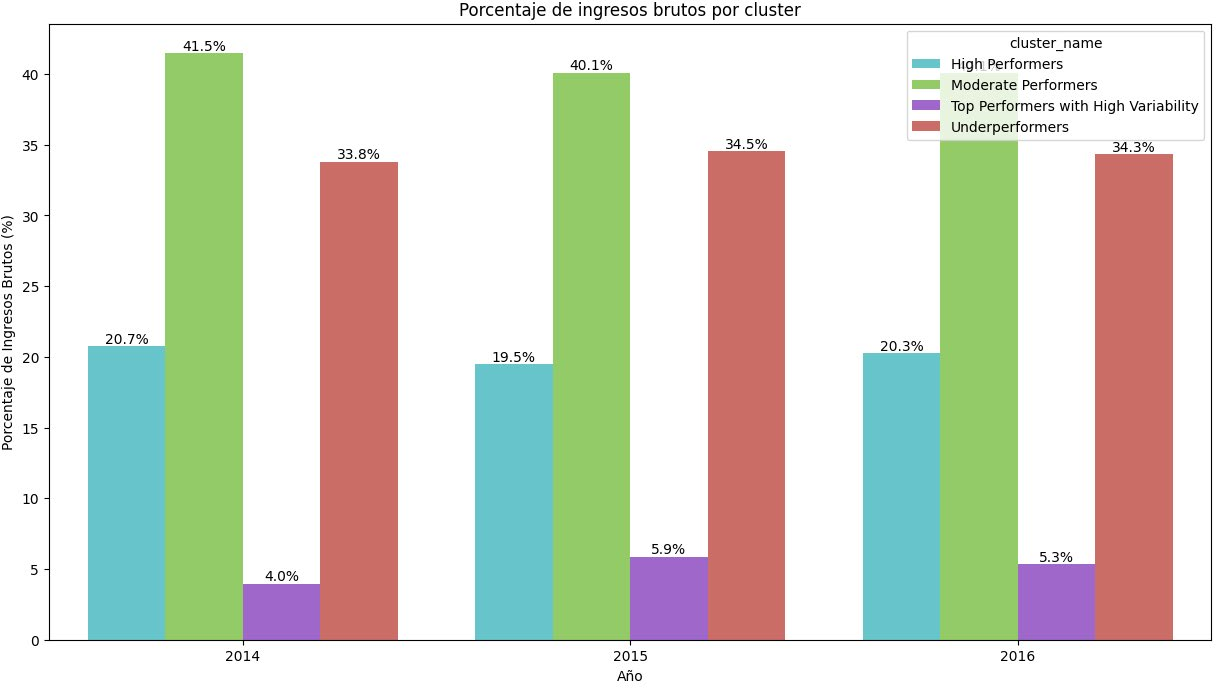 Porcentaje de ingresos brutos por cluster
Porcentaje de Ingresos Brutos (%)
40
35
30
25
20
15
10
5
0
20.7%
41.5%
4.0%
33.8%
19.5%
40.1%
5.9%
34.5%
20.3%
5.3%
34.3%
cluster_name
High Performers
Moderate Performers
Top Performers with High Variability
Underperformers
2014
2015
2016
Año